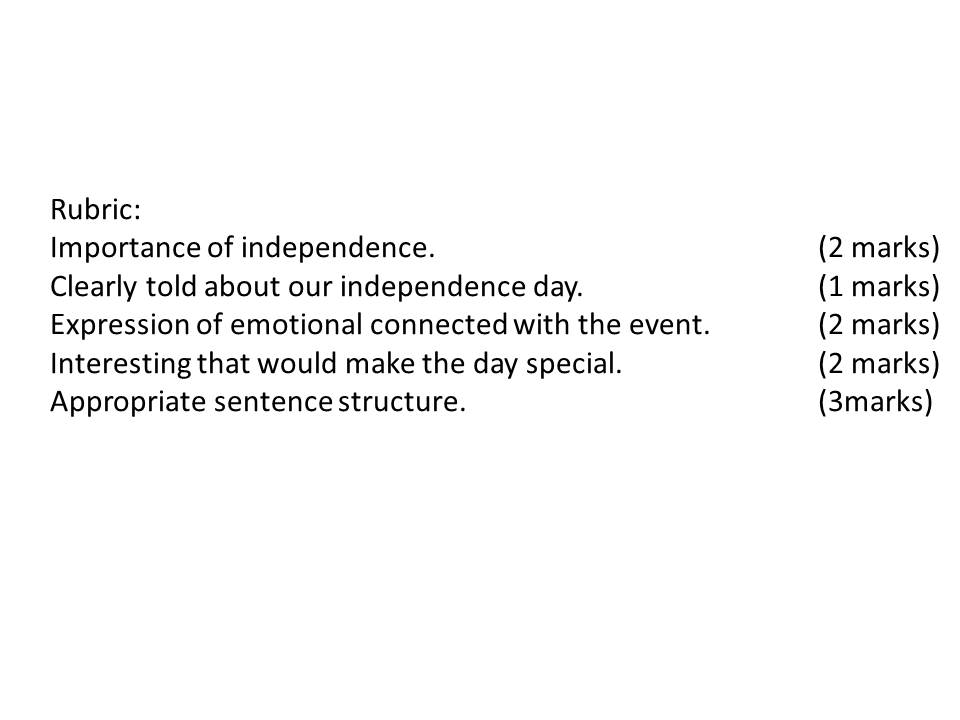 Rubric:
Importance of independence. (2 marks)
Clearly told about our independence day. (1 marks)
Expression of emotional connected with the event. (2 marks)
Interesting that would make the day special. (2 marks)
Appropriate sentence structure. (3marks)